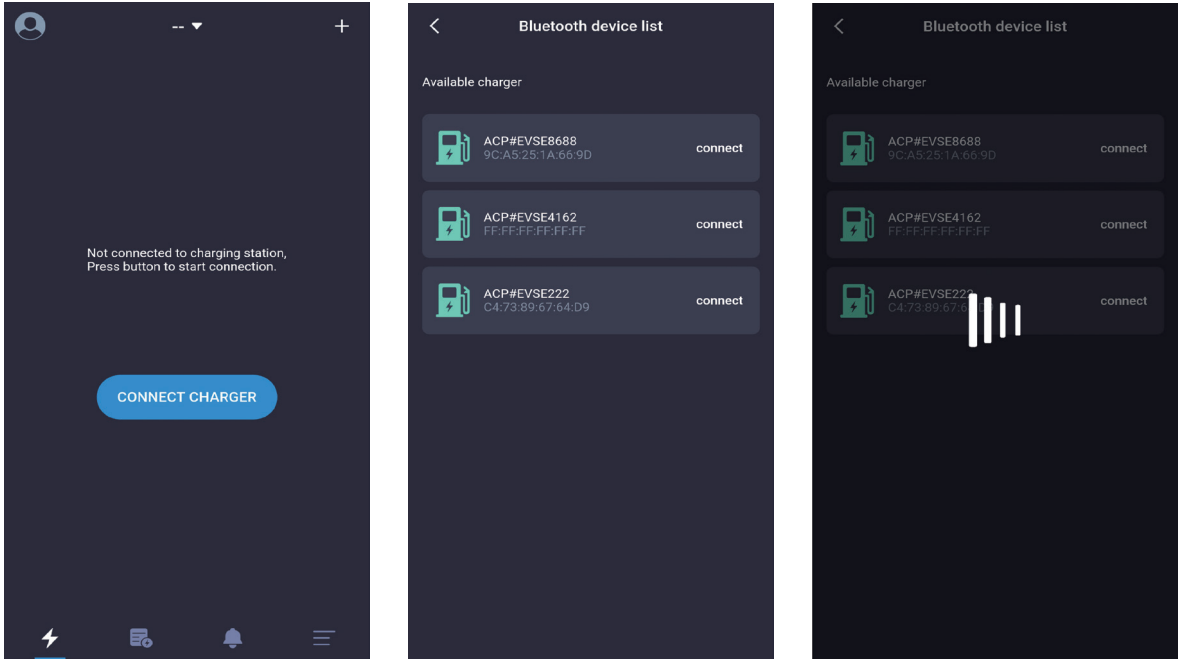 --
Not connected to charging station,
Press button to start connection.
CONNECT CHARGER
Bluetooth device list
Available charger
ACP#EVSE8688
9C:A5:25:1A:66:9D
connect
ACP#EVSE4162
FF:FF:FF:FF:FF:FF
connect
ACP#EVSE222
C4:73:89:67:64:D9
connect
Bluetooth device list
Available charger
ACP#EVSE8688
9C:A5:25:1A:66:9D
connect
ACP#EVSE4162
FF:FF:FF:FF:FF:FF
connect
ACP#EVSE222
connect